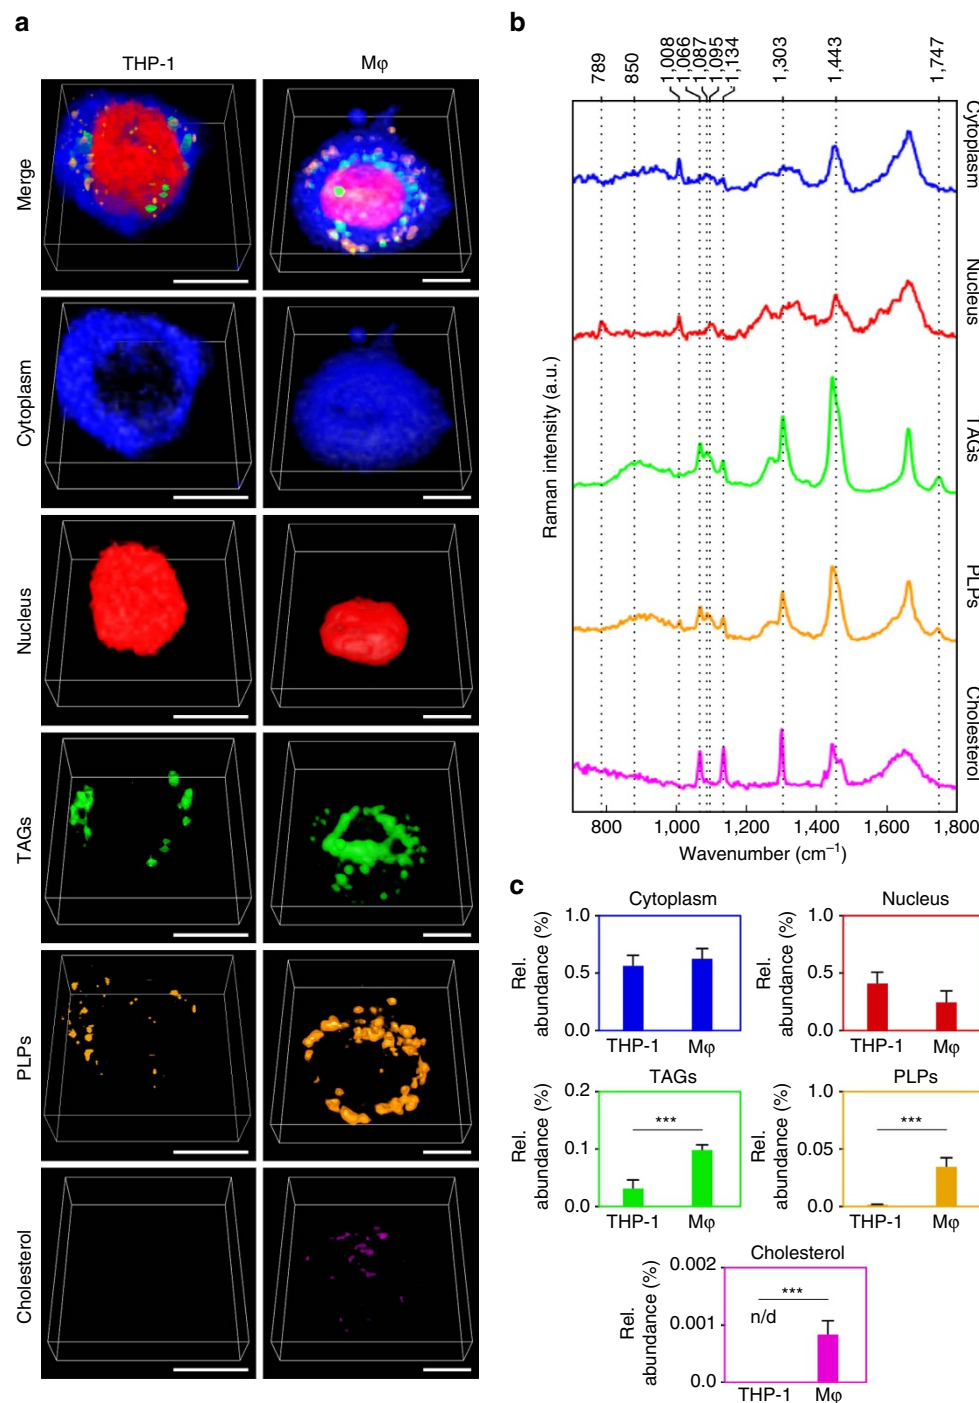 a
THP-1
Mφ
Merge
Cytoplasm
Nucleus
TAGs
PLPs
Cholesterol
b
789
850
1,008
1,066
1,087
1,095
1,134
1,303
1,443
1,747
Raman intensity (a.u.)
Cytoplasm
Nucleus
TAGs
PLPs
Cholesterol
800
1,000
1,200
1,400
1,600
1,800
Wavenumber (cm⁻¹)
c
Cytoplasm
Rel. abundance (%)
1.0
0.5
0.0
THP-1
Mφ
Nucleus
Rel. abundance (%)
1.0
0.5
0.0
THP-1
Mφ
TAGs
Rel. abundance (%)
0.2
0.1
0.0
***
THP-1
Mφ
PLPs
Rel. abundance (%)
1.0
0.05
0.0
***
THP-1
Mφ
Cholesterol
Rel. abundance (%)
0.002
0.001
0.0
***
n/d
THP-1
Mφ